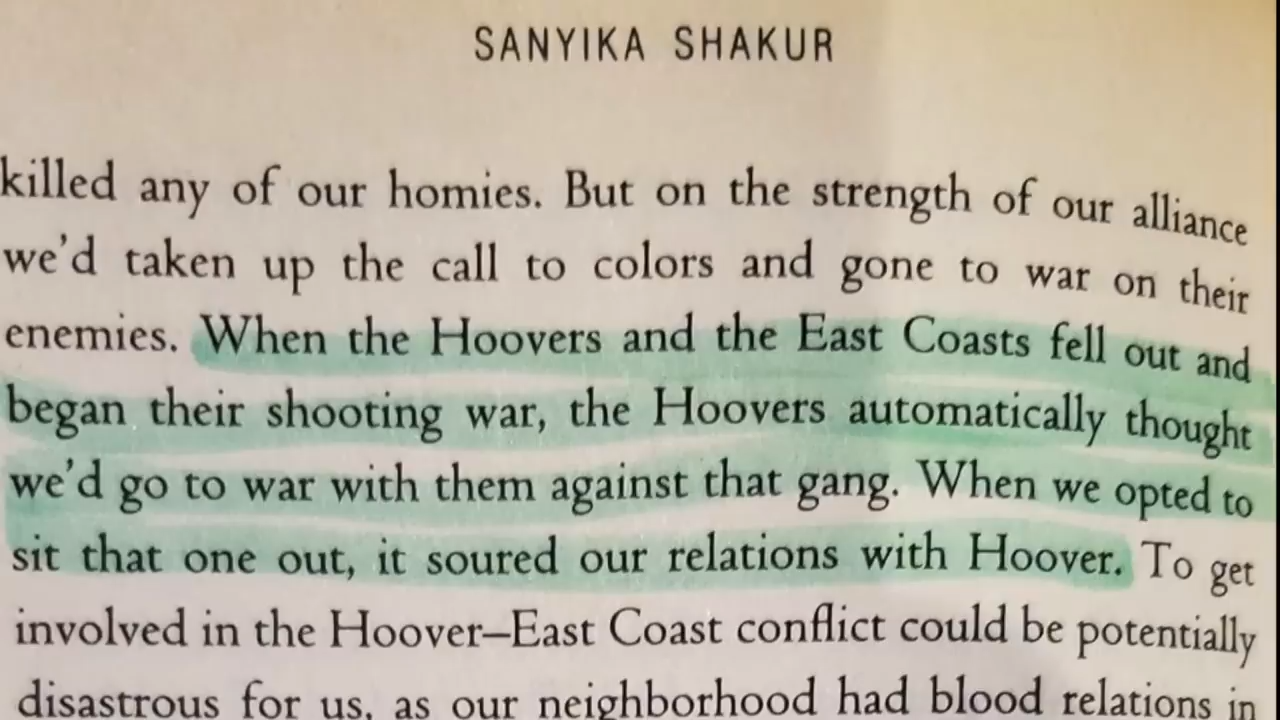 SANYIKA SHAKUR
killed any of our homies. But on the strength of our alliance
we'd taken up the call to colors and gone to war on their
enemies. When the Hoovers and the East Coasts fell out and
began their shooting war, the Hoovers automatically thought
we'd go to war with them against that gang. When we opted to
sit that one out, it soured our relations with Hoover. To get
involved in the Hoover–East Coast conflict could be potentially
disastrous for us, as our neighborhood had blood relations in